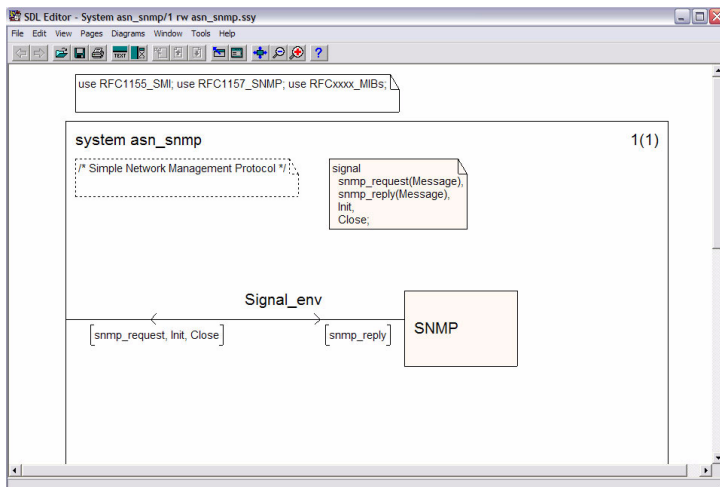 SDL Editor - System asn_snmp/1 rw asn_snmp.ssy
File Edit View Pages Diagrams Window Tools Help
TEXT
?
use RFC1155_SMI; use RFC1157_SNMP; use RFCxxxx_MIBs;
system asn_snmp
1(1)
/* Simple Network Management Protocol */
signal
snmp_request(Message),
snmp_reply(Message),
Init,
Close;
Signal_env
[snmp_request, Init, Close]
[snmp_reply]
SNMP